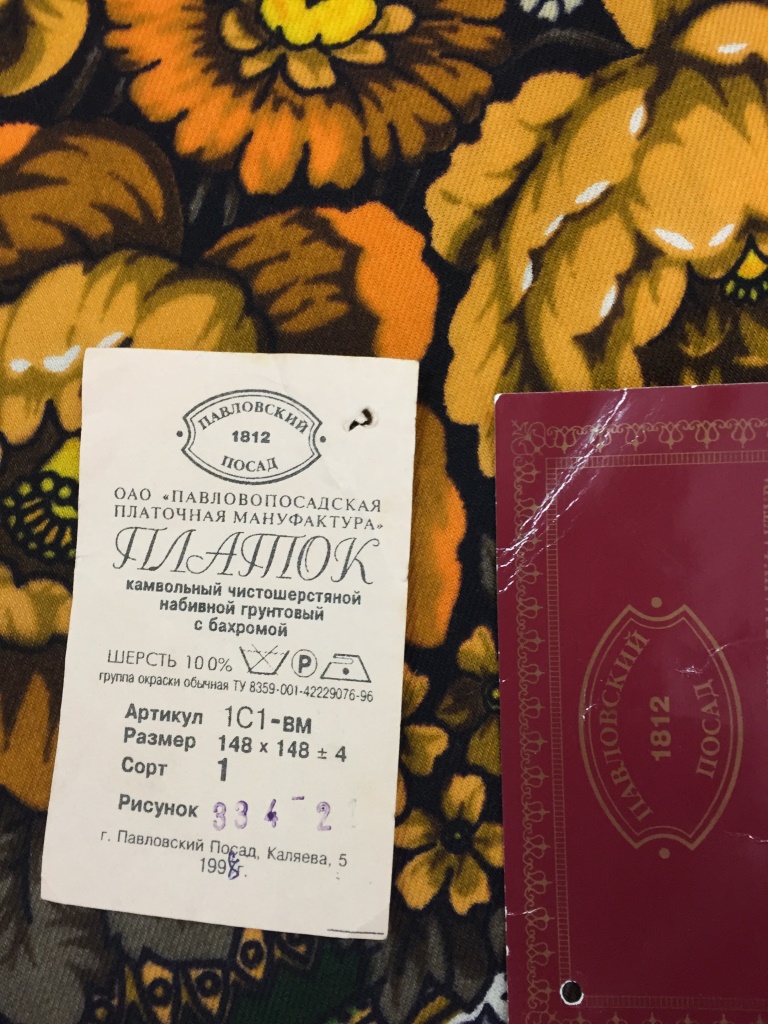 ПАВЛОВСКИЙ
1812
ПОСАД
ОАО «ПАВЛОВОПОСАДСКАЯ
ПЛАТОЧНАЯ МАНУФАКТУРА»
ПЛАТОК
камвольный чистошерстяной
набивной грунтовый
с бахромой
ШЕРСТЬ 100% P
группа окраски обычная ТУ 8359-001-42229076-96
Артикул 1С1-вм
Размер 148 х 148 ± 4
Сорт 1
Рисунок 334-2
г. Павловский Посад, Каляева, 5
ПАВЛОВСКИЙ
1812
ПОСАД